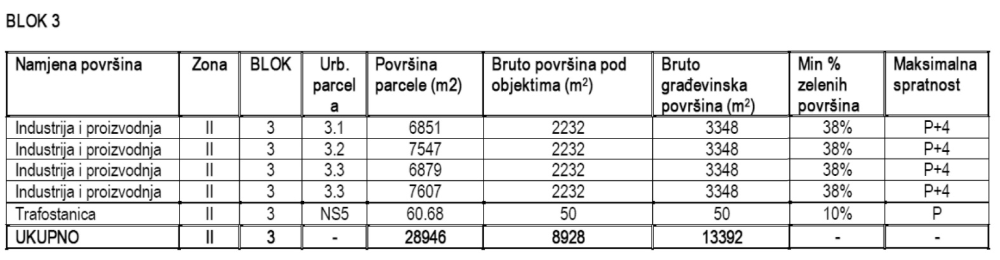 BLOK 3
Namjena površina Zona BLOK Urb. parcel a Površina parcele (m2) Bruto površina pod objektima (m²) Bruto građevinska površina (m²) Min % zelenih površina Maksimalna spratnost
Industrija i proizvodnja II 3 3.1 6851 2232 3348 38% P+4
Industrija i proizvodnja II 3 3.2 7547 2232 3348 38% P+4
Industrija i proizvodnja II 3 3.3 6879 2232 3348 38% P+4
Industrija i proizvodnja II 3 3.3 7607 2232 3348 38% P+4
Trafostanica II 3 NS5 60.68 50 50 10% P
UKUPNO II 3 - 28946 8928 13392 - -